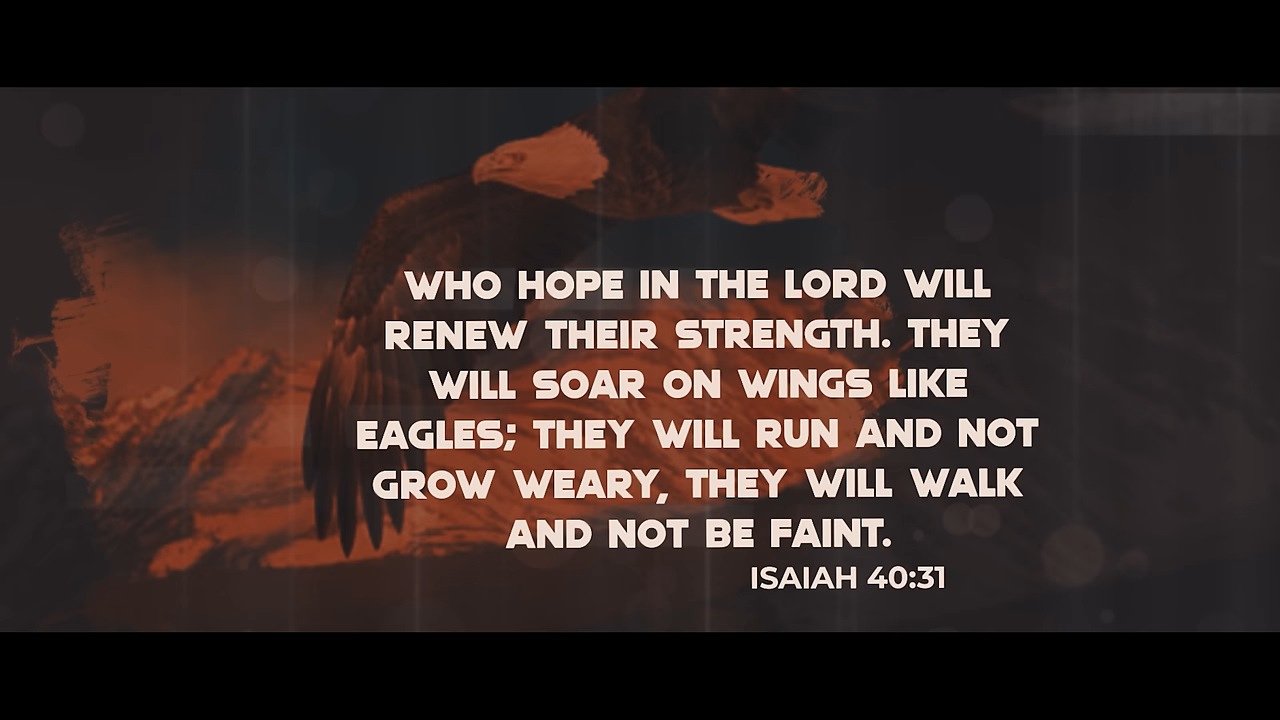 WHO HOPE IN THE LORD WILL
RENEW THEIR STRENGTH. THEY
WILL SOAR ON WINGS LIKE
EAGLES; THEY WILL RUN AND NOT
GROW WEARY, THEY WILL WALK
AND NOT BE FAINT.
ISAIAH 40:31